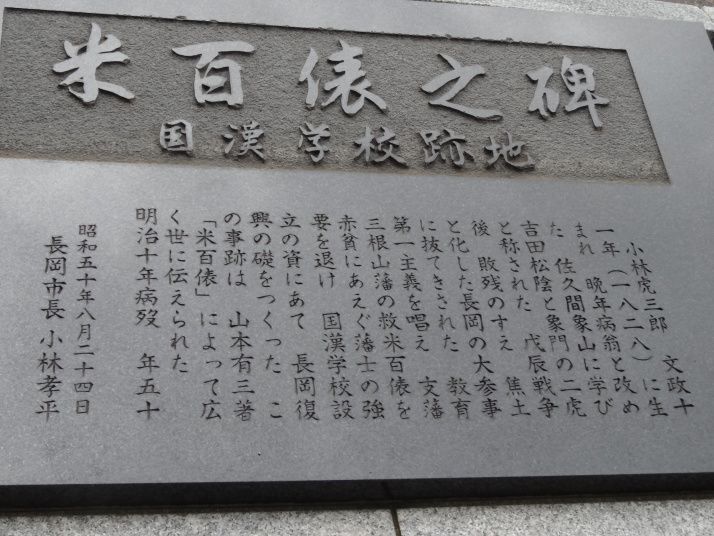 米百俵之碑
国漢学校跡地
小林虎三郎　文政十
一年（一八二八）に生
まれ　晩年病翁と改め
た　佐久間象山に学び
吉田松陰と象門の二虎
と称された　戊辰戦争
後　敗残のすえ　焦土
と化した長岡の大参事
に抜てきされた　教育
第一主義を唱え　支藩
三根山藩の救米百俵を
赤貧にあえぐ藩士の強
要を退け　国漢学校設
立の資にあて　長岡復
興の礎をつくった　こ
の事跡は　山本有三著
「米百俵」によって広
く世に伝えられた
明治十年病歿　年五十
昭和五十年八月二十四日
長岡市長　小林孝平